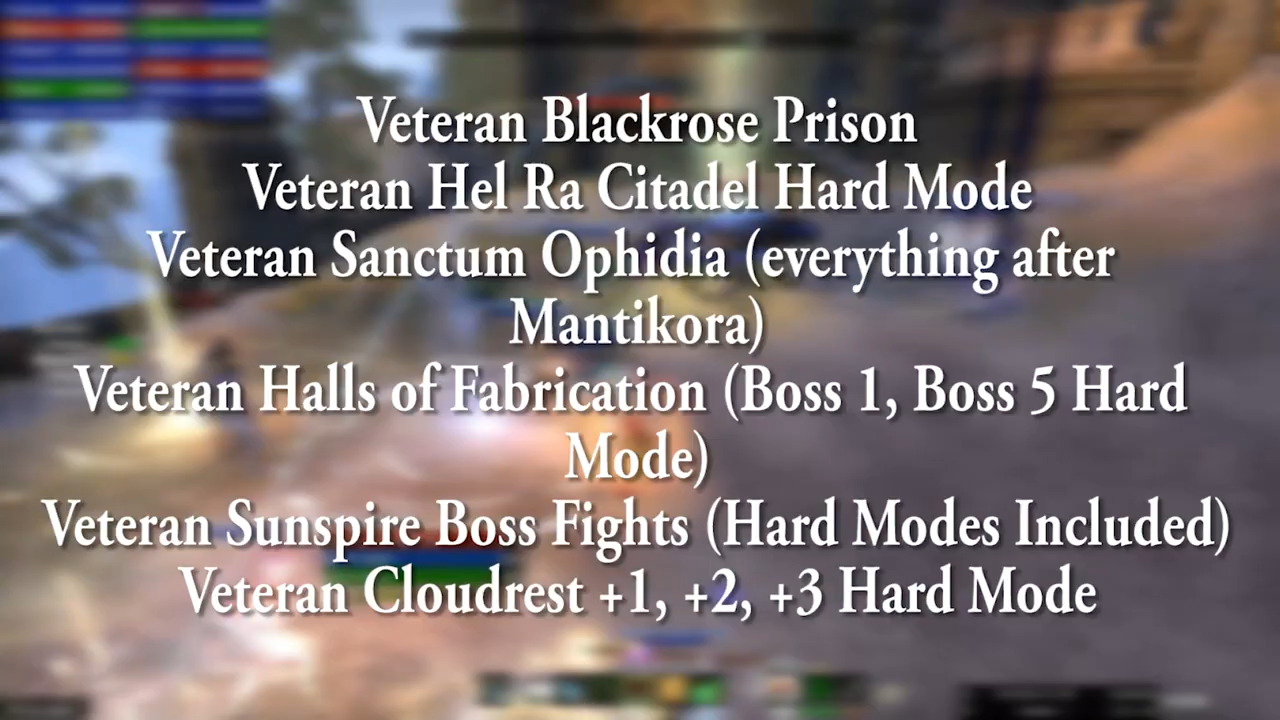 Veteran Blackrose Prison
Veteran Hel Ra Citadel Hard Mode
Veteran Sanctum Ophidia (everything after
Mantikora)
Veteran Halls of Fabrication (Boss 1, Boss 5 Hard
Mode)
Veteran Sunspire Boss Fights (Hard Modes Included)
Veteran Cloudrest +1, +2, +3 Hard Mode